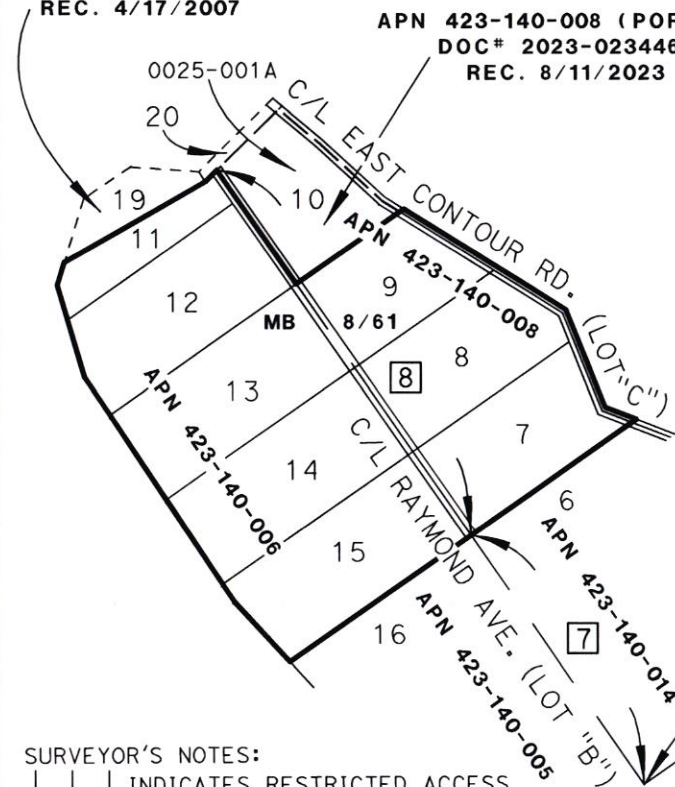 REC. 4/17/2007
APN 423-140-008 (POR
DOC# 2023-023446
REC. 8/11/2023
0025-001A
20
C/L EAST CONTOUR RD. (LOT "C")
19
10
11
APN 423-140-008
9
12
MB 8/61
8
8
13
7
APN 423-140-006
C/L RAYMOND AVE. (LOT "B")
14
6
15
APN 423-140-014
16
7
APN 423-140-005
SURVEYOR'S NOTES:
INDICATES RESTRICTED ACCESS